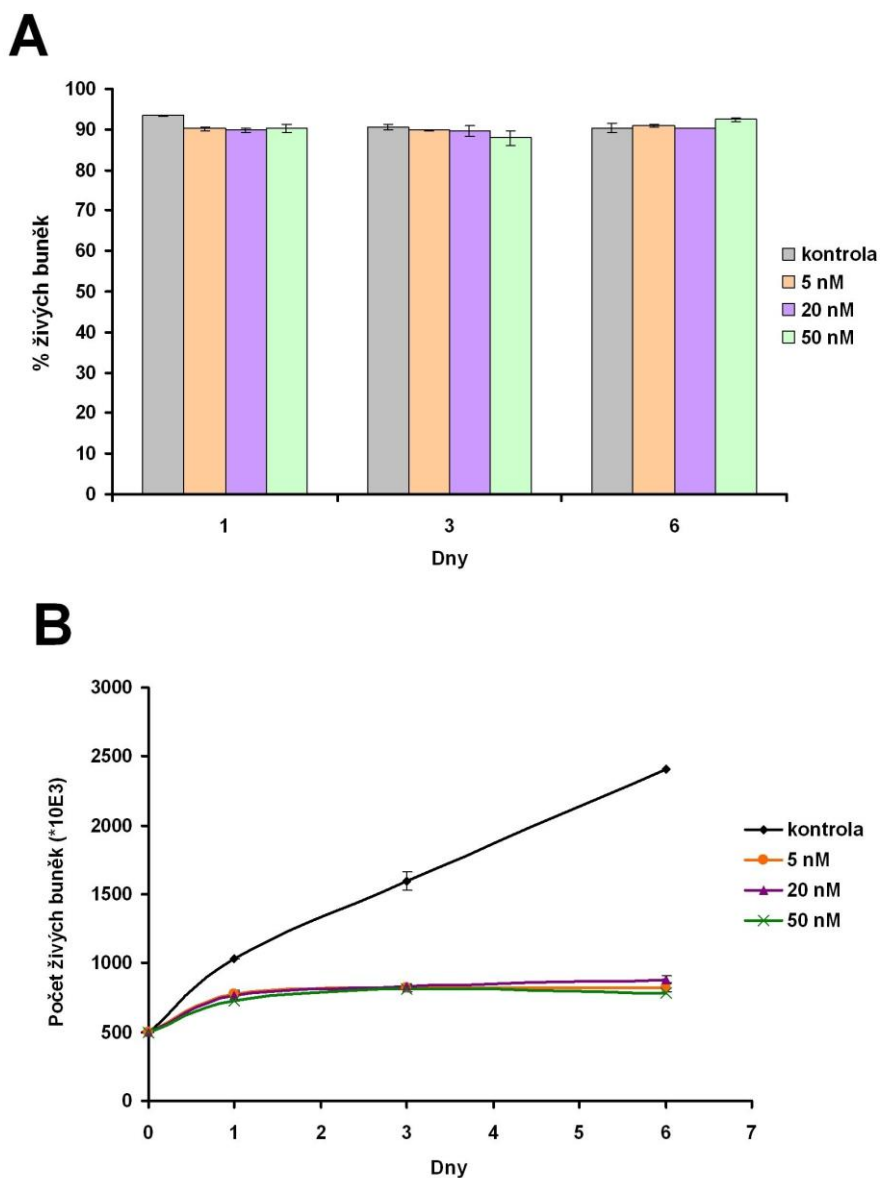 A
100
90
80
70
60
50
40
30
20
10
0
% živých buněk
1 3 6
Dny
kontrola
5 nM
20 nM
50 nM
B
3000
2500
2000
1500
1000
500
0
Počet živých buněk (*10E3)
0 1 2 3 4 5 6 7
Dny
kontrola
5 nM
20 nM
50 nM